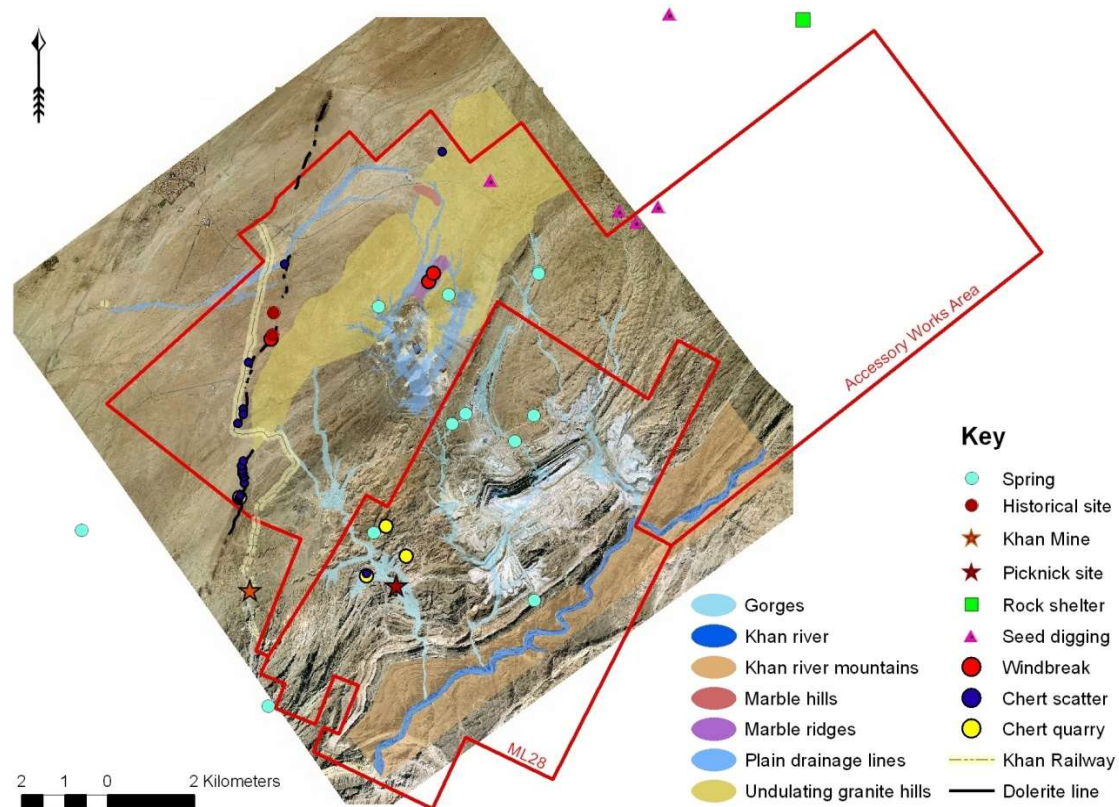 Accessory Works Area
ML28
2 1 0 2 Kilometers
Gorges
Khan river
Khan river mountains
Marble hills
Marble ridges
Plain drainage lines
Undulating granite hills
Key
Spring
Historical site
Khan Mine
Picknick site
Rock shelter
Seed digging
Windbreak
Chert scatter
Chert quarry
Khan Railway
Dolerite line